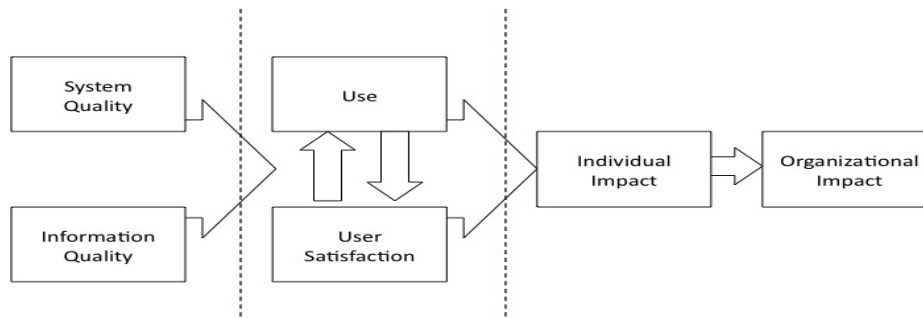 System
Quality
Use
Individual
Impact
Organizational
Impact
Information
Quality
User
Satisfaction